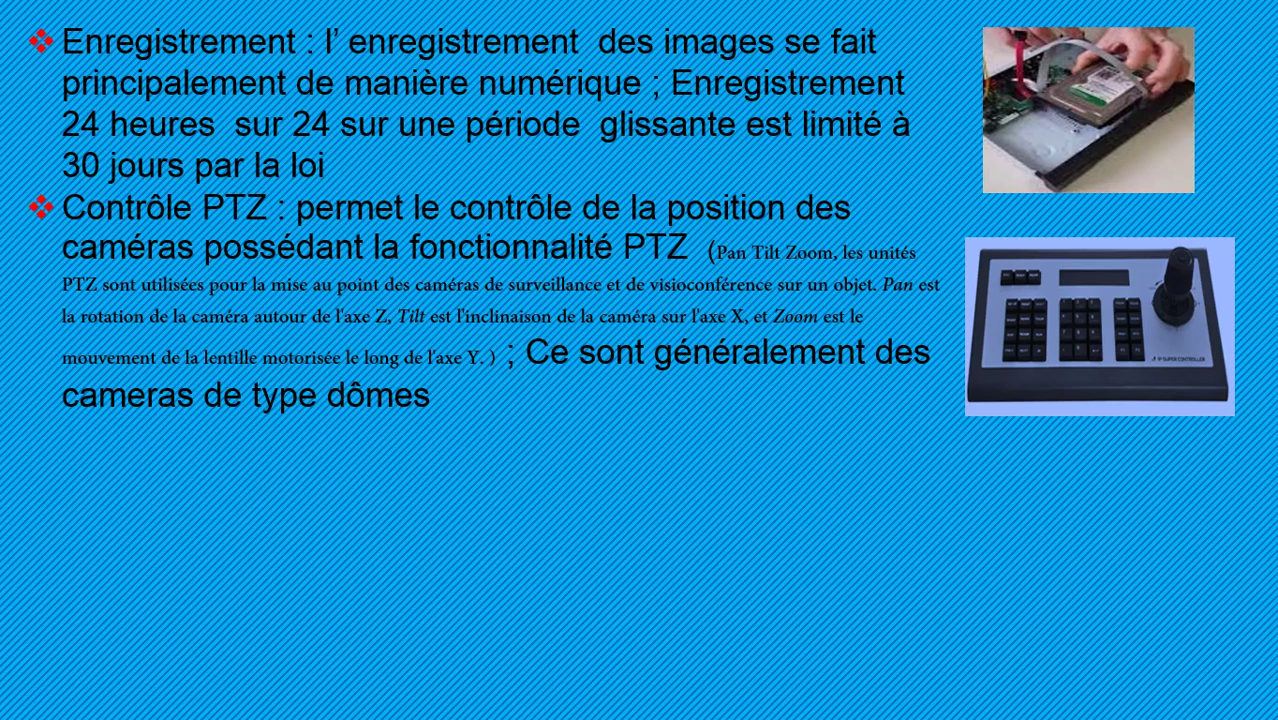 Enregistrement : l’ enregistrement des images se fait
principalement de manière numérique ; Enregistrement
24 heures sur 24 sur une période glissante est limité à
30 jours par la loi
Contrôle PTZ : permet le contrôle de la position des
caméras possédant la fonctionnalité PTZ (Pan Tilt Zoom, les unités
PTZ sont utilisées pour la mise au point des caméras de surveillance et de visioconférence sur un objet. Pan est
la rotation de la caméra autour de l'axe Z, Tilt est l'inclinaison de la caméra sur l'axe X, et Zoom est le
mouvement de la lentille motorisée le long de l'axe Y. ) ; Ce sont généralement des
cameras de type dômes
IP SUPER CONTROLLER